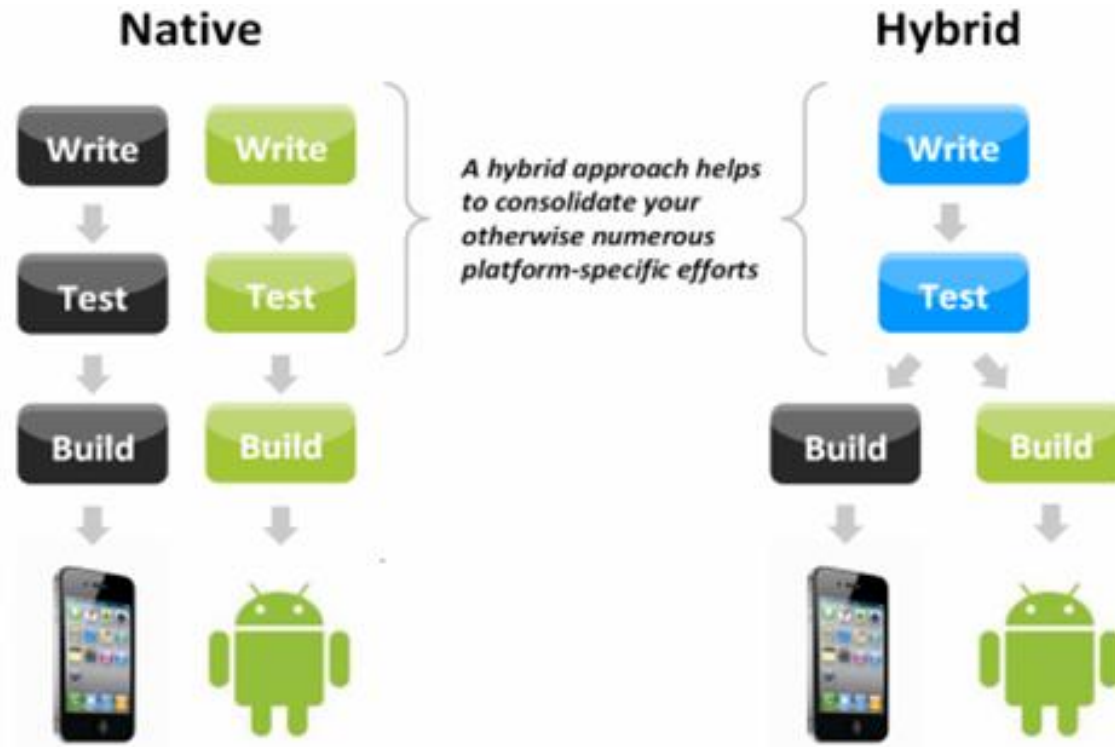 Native
Hybrid
Write
Write
A hybrid approach helps
to consolidate your
otherwise numerous
platform-specific efforts
Write
Test
Test
Test
Build
Build
Build
Build